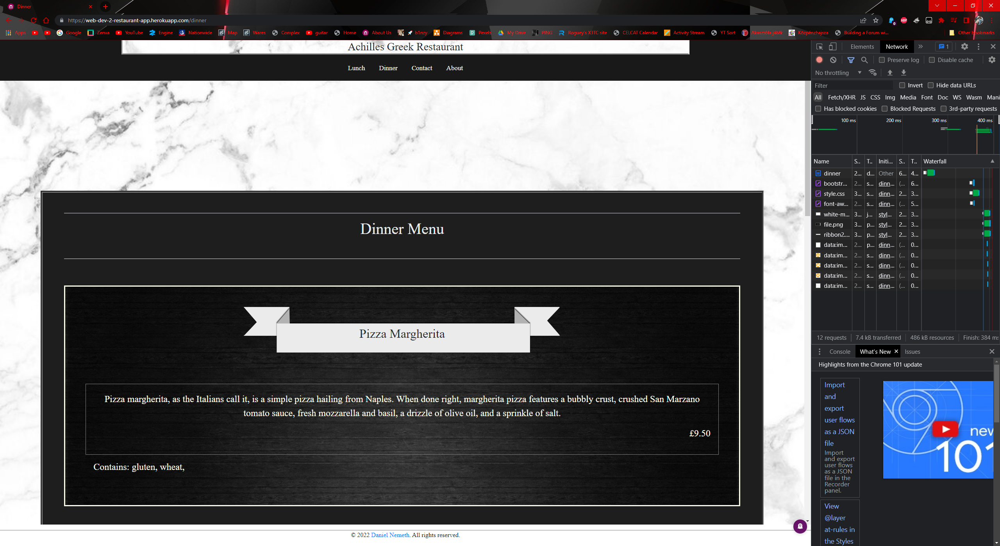 Dinner
https://web-dev-2-restaurant-app.herokuapp.com/dinner
0
ABP
Apps Google Zenva YouTube Engine Nationwide Map Wares Complex guitar Home About Us b1nzy Diagrams Pexels My Drive PING Roguey's X3TC site CELCAT Calendar Activity Stream YT Sort Akasztófa játék Közpénzhajsza Building a Forum wi... Other bookmarks
Achilles Greek Restaurant
Lunch Dinner Contact About
Dinner Menu
Pizza Margherita
Pizza margherita, as the Italians call it, is a simple pizza hailing from Naples. When done right, margherita pizza features a bubbly crust, crushed San Marzano
tomato sauce, fresh mozzarella and basil, a drizzle of olive oil, and a sprinkle of salt.
£9.50
Contains: gluten, wheat,
© 2022 Daniel Nemeth. All rights reserved.
Elements Network 1
Preserve log Disable cache
No throttling
Filter Invert Hide data URLs
All Fetch/XHR JS CSS Img Media Font Doc WS Wasm Mani
Has blocked cookies Blocked Requests 3rd-party requests
100 ms 200 ms 300 ms 400 ms
Name S.. T.. Initi... S.. T.. Waterfall
dinner 2... d... Other 6... 4...
bootstr... 2... s... dinn... (... 6...
style.css 3... s... dinn... 2... 3...
font-aw... 2... s... dinn... (... 5...
white-m... 3... j... styl... 2... 3...
file.png 3... p... styl... 2... 3...
ribbon2.... 3... p... styl... 2... 3...
data:im... 2... p... dinn... (... 0...
data:im... 2... s... dinn... (... 0...
data:im... 2... s... dinn... (... 0...
data:im... 2... s... dinn... (... 0...
data:im... 2... s... dinn... (... 0...
12 requests 7.4 kB transferred 486 kB resources Finish: 384 ms
Console What's New Issues
Highlights from the Chrome 101 update
Import
and
export
user flows
as a JSON
file
Import
and export
user flows
as a JSON
file in the
Recorder
panel.
new
101
View
@layer
at-rules in
the Styles